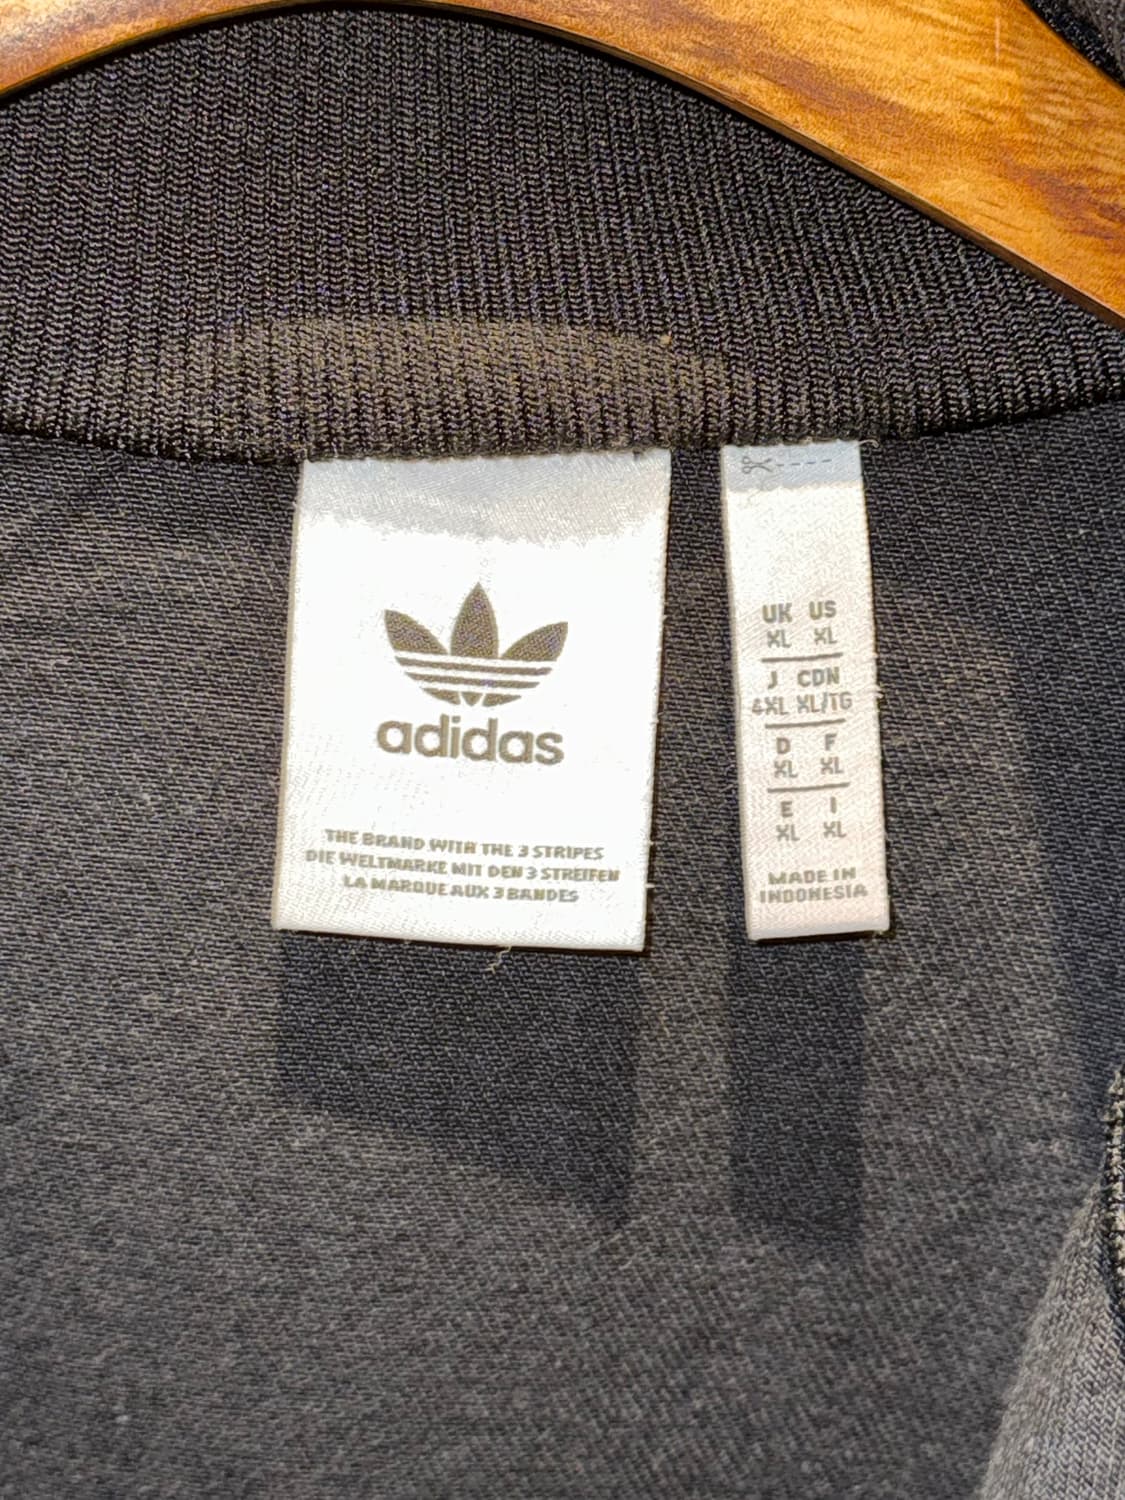 adidas
THE BRAND WITH THE 3 STRIPES
DIE WELTMARKE MIT DEN 3 STREIFEN
LA MARQUE AUX 3 BANDES
UK US
XL XL
J CDN
4XL XL/TG
D F
XL XL
E I
XL XL
MADE IN
INDONESIA